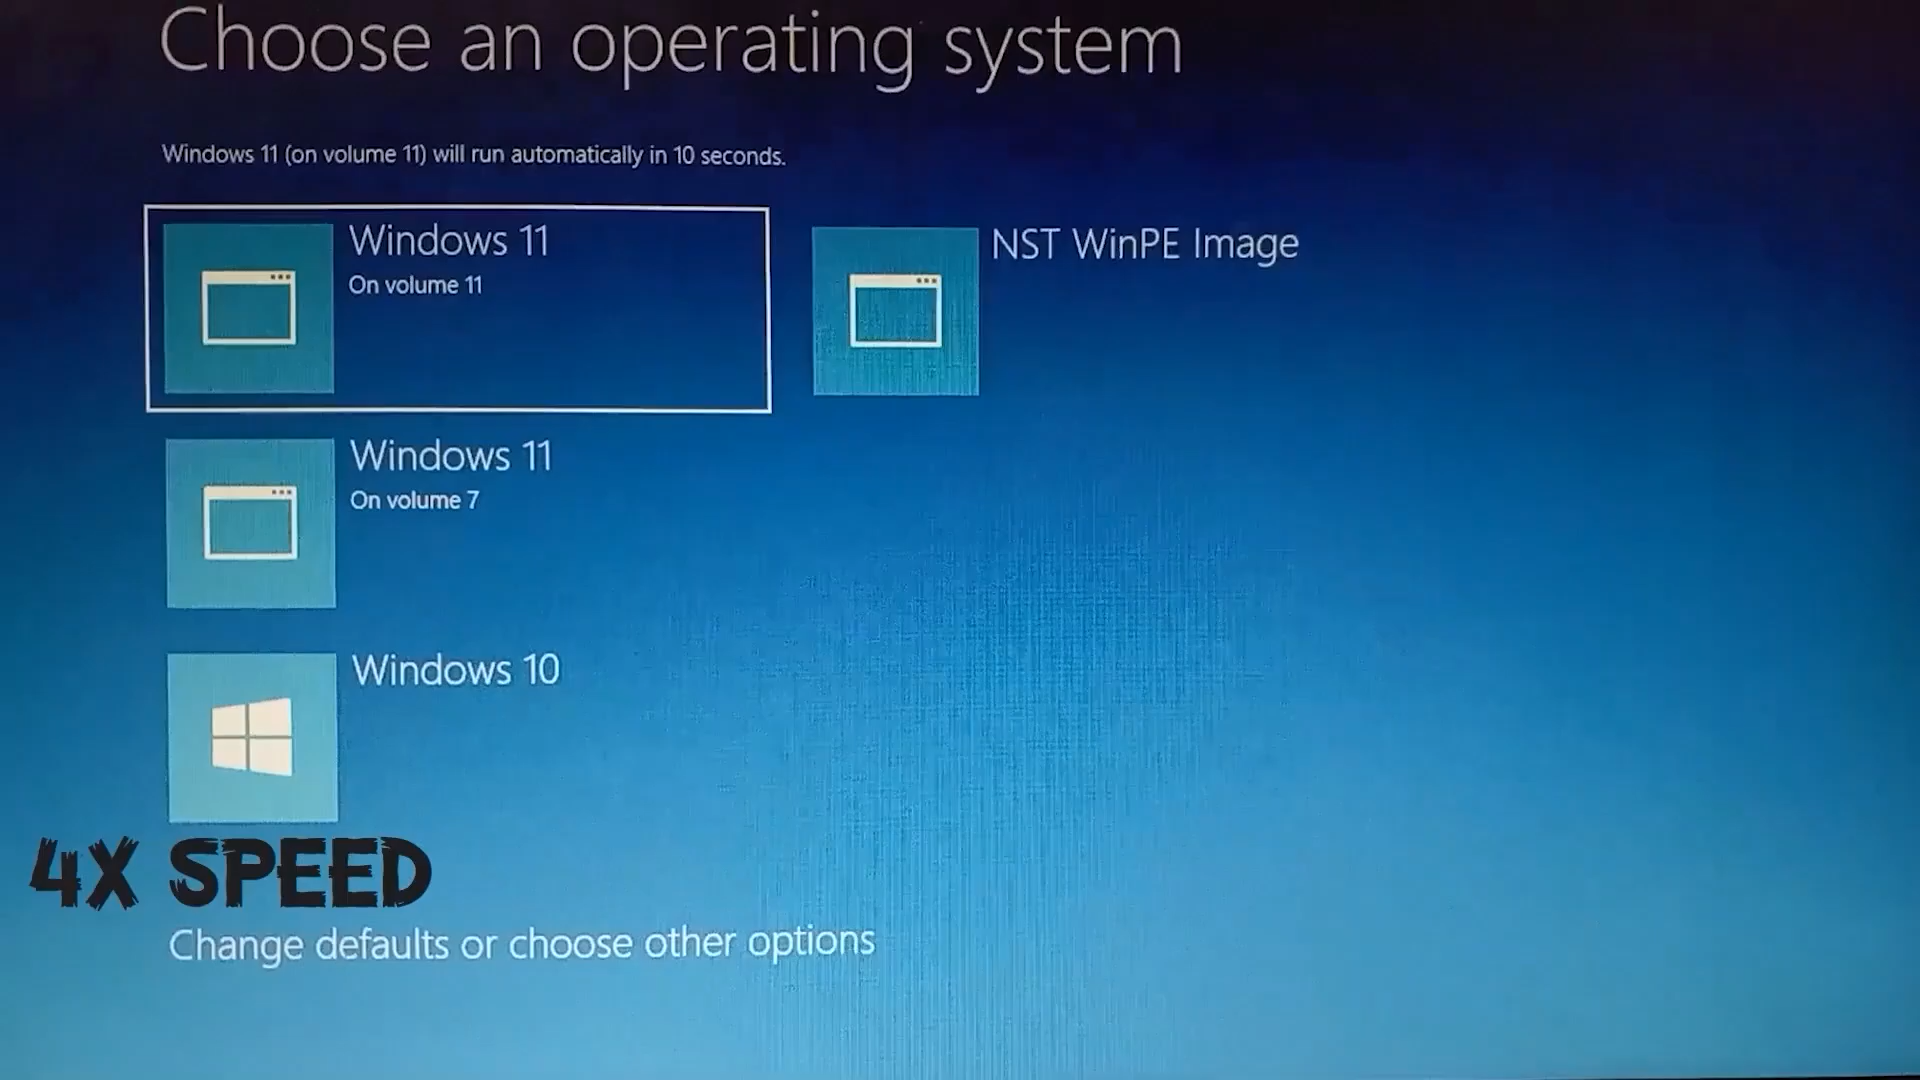 Choose an operating system
Windows 11 (on volume 11) will run automatically in 10 seconds.
Windows 11
On volume 11
NST WinPE Image
Windows 11
On volume 7
Windows 10
4X SPEED
Change defaults or choose other options